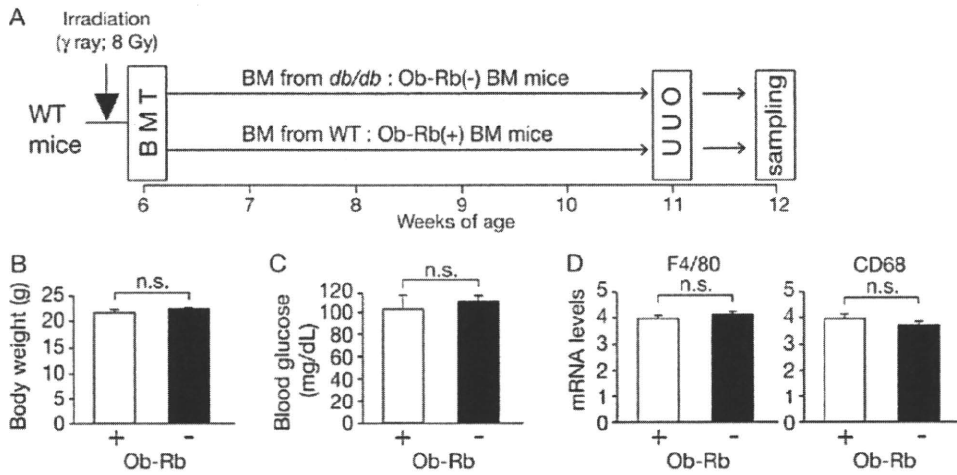 A
Irradiation
(γ ray; 8 Gy)
WT
mice
BMT
BM from db/db : Ob-Rb(-) BM mice
BM from WT : Ob-Rb(+) BM mice
UUO
sampling
6 7 8 9 10 11 12
Weeks of age
B
n.s.
Body weight (g)
25
20
15
10
5
0
+ -
Ob-Rb
C
n.s.
Blood glucose
(mg/dL)
120
100
80
60
40
20
0
+ -
Ob-Rb
D
F4/80
n.s.
mRNA levels
5
4
3
2
1
0
+ -
Ob-Rb
CD68
n.s.
5
4
3
2
1
0
+ -
Ob-Rb